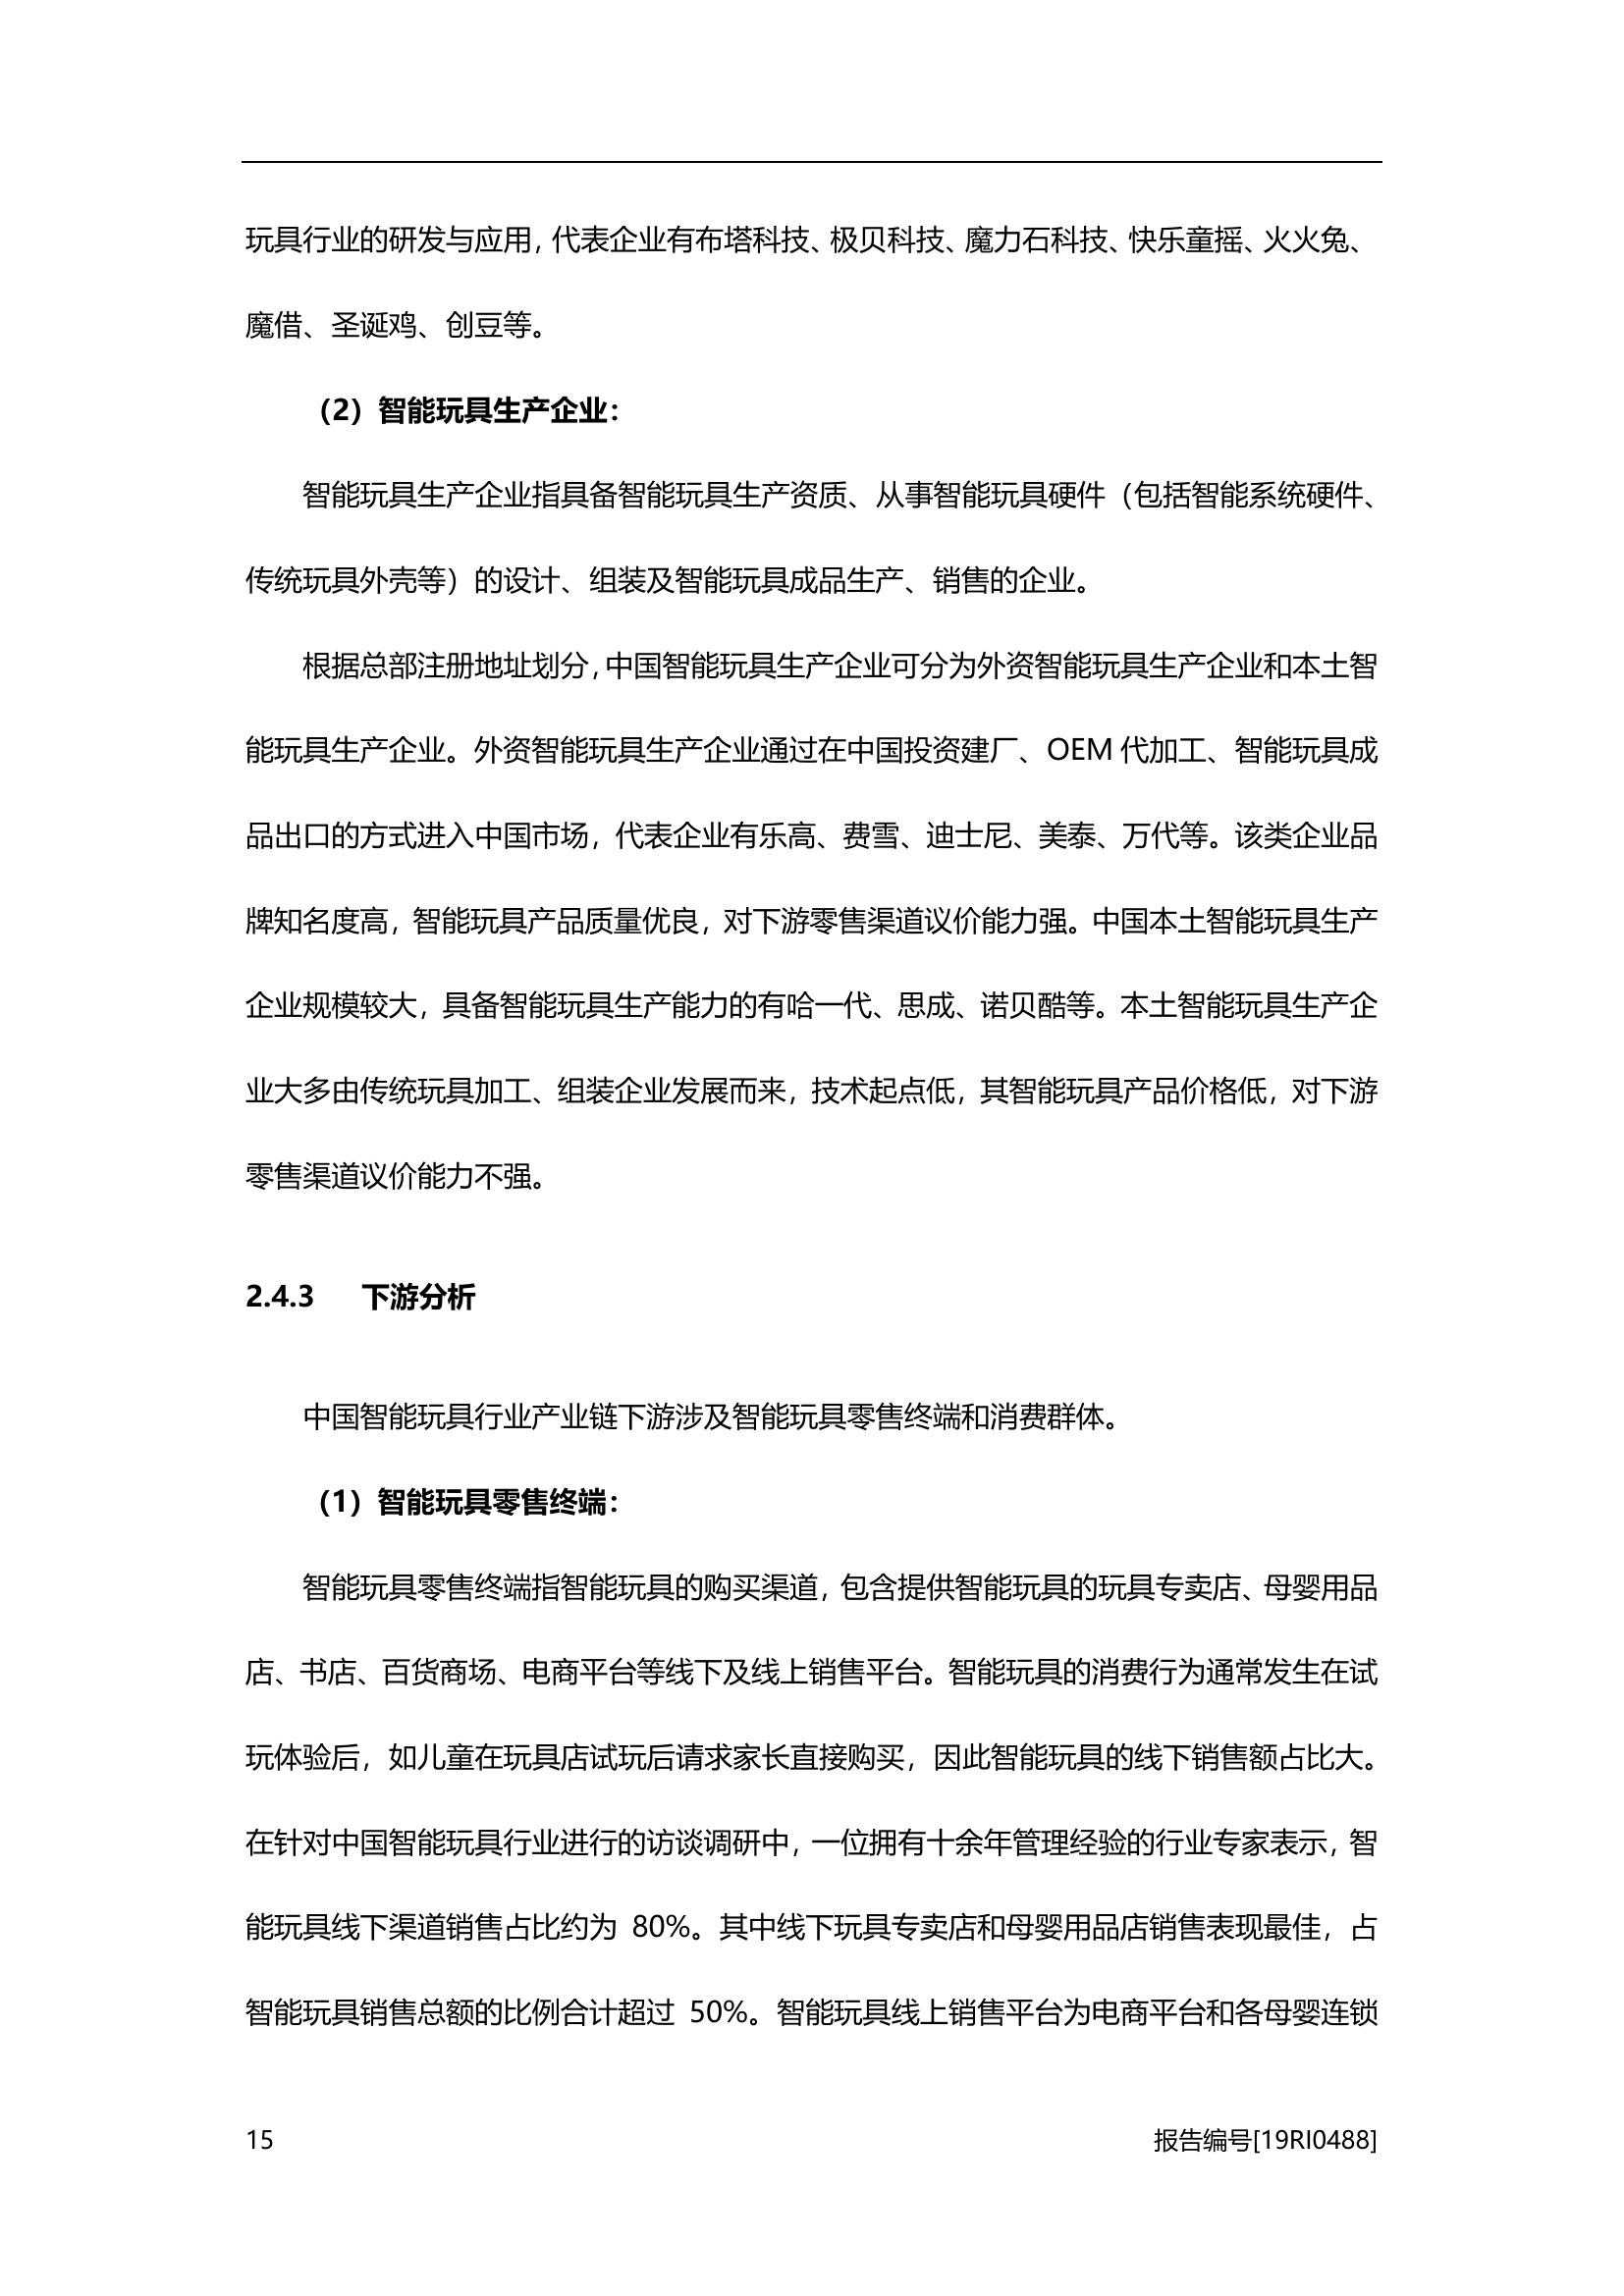 玩具行业的研发与应用，代表企业有布塔科技、极贝科技、魔力石科技、快乐童摇、火火兔、
魔借、圣诞鸡、创豆等。
（2）智能玩具生产企业：
智能玩具生产企业指具备智能玩具生产资质、从事智能玩具硬件（包括智能系统硬件、
传统玩具外壳等）的设计、组装及智能玩具成品生产、销售的企业。
根据总部注册地址划分，中国智能玩具生产企业可分为外资智能玩具生产企业和本土智
能玩具生产企业。外资智能玩具生产企业通过在中国投资建厂、OEM 代加工、智能玩具成
品出口的方式进入中国市场，代表企业有乐高、费雪、迪士尼、美泰、万代等。该类企业品
牌知名度高，智能玩具产品质量优良，对下游零售渠道议价能力强。中国本土智能玩具生产
企业规模较大，具备智能玩具生产能力的有哈一代、思成、诺贝酷等。本土智能玩具生产企
业大多由传统玩具加工、组装企业发展而来，技术起点低，其智能玩具产品价格低，对下游
零售渠道议价能力不强。
2.4.3 下游分析
中国智能玩具行业产业链下游涉及智能玩具零售终端和消费群体。
（1）智能玩具零售终端：
智能玩具零售终端指智能玩具的购买渠道，包含提供智能玩具的玩具专卖店、母婴用品
店、书店、百货商场、电商平台等线下及线上销售平台。智能玩具的消费行为通常发生在试
玩体验后，如儿童在玩具店试玩后请求家长直接购买，因此智能玩具的线下销售额占比大。
在针对中国智能玩具行业进行的访谈调研中，一位拥有十余年管理经验的行业专家表示，智
能玩具线下渠道销售占比约为 80%。其中线下玩具专卖店和母婴用品店销售表现最佳，占
智能玩具销售总额的比例合计超过 50%。智能玩具线上销售平台为电商平台和各母婴连锁
15 报告编号[19RI0488]